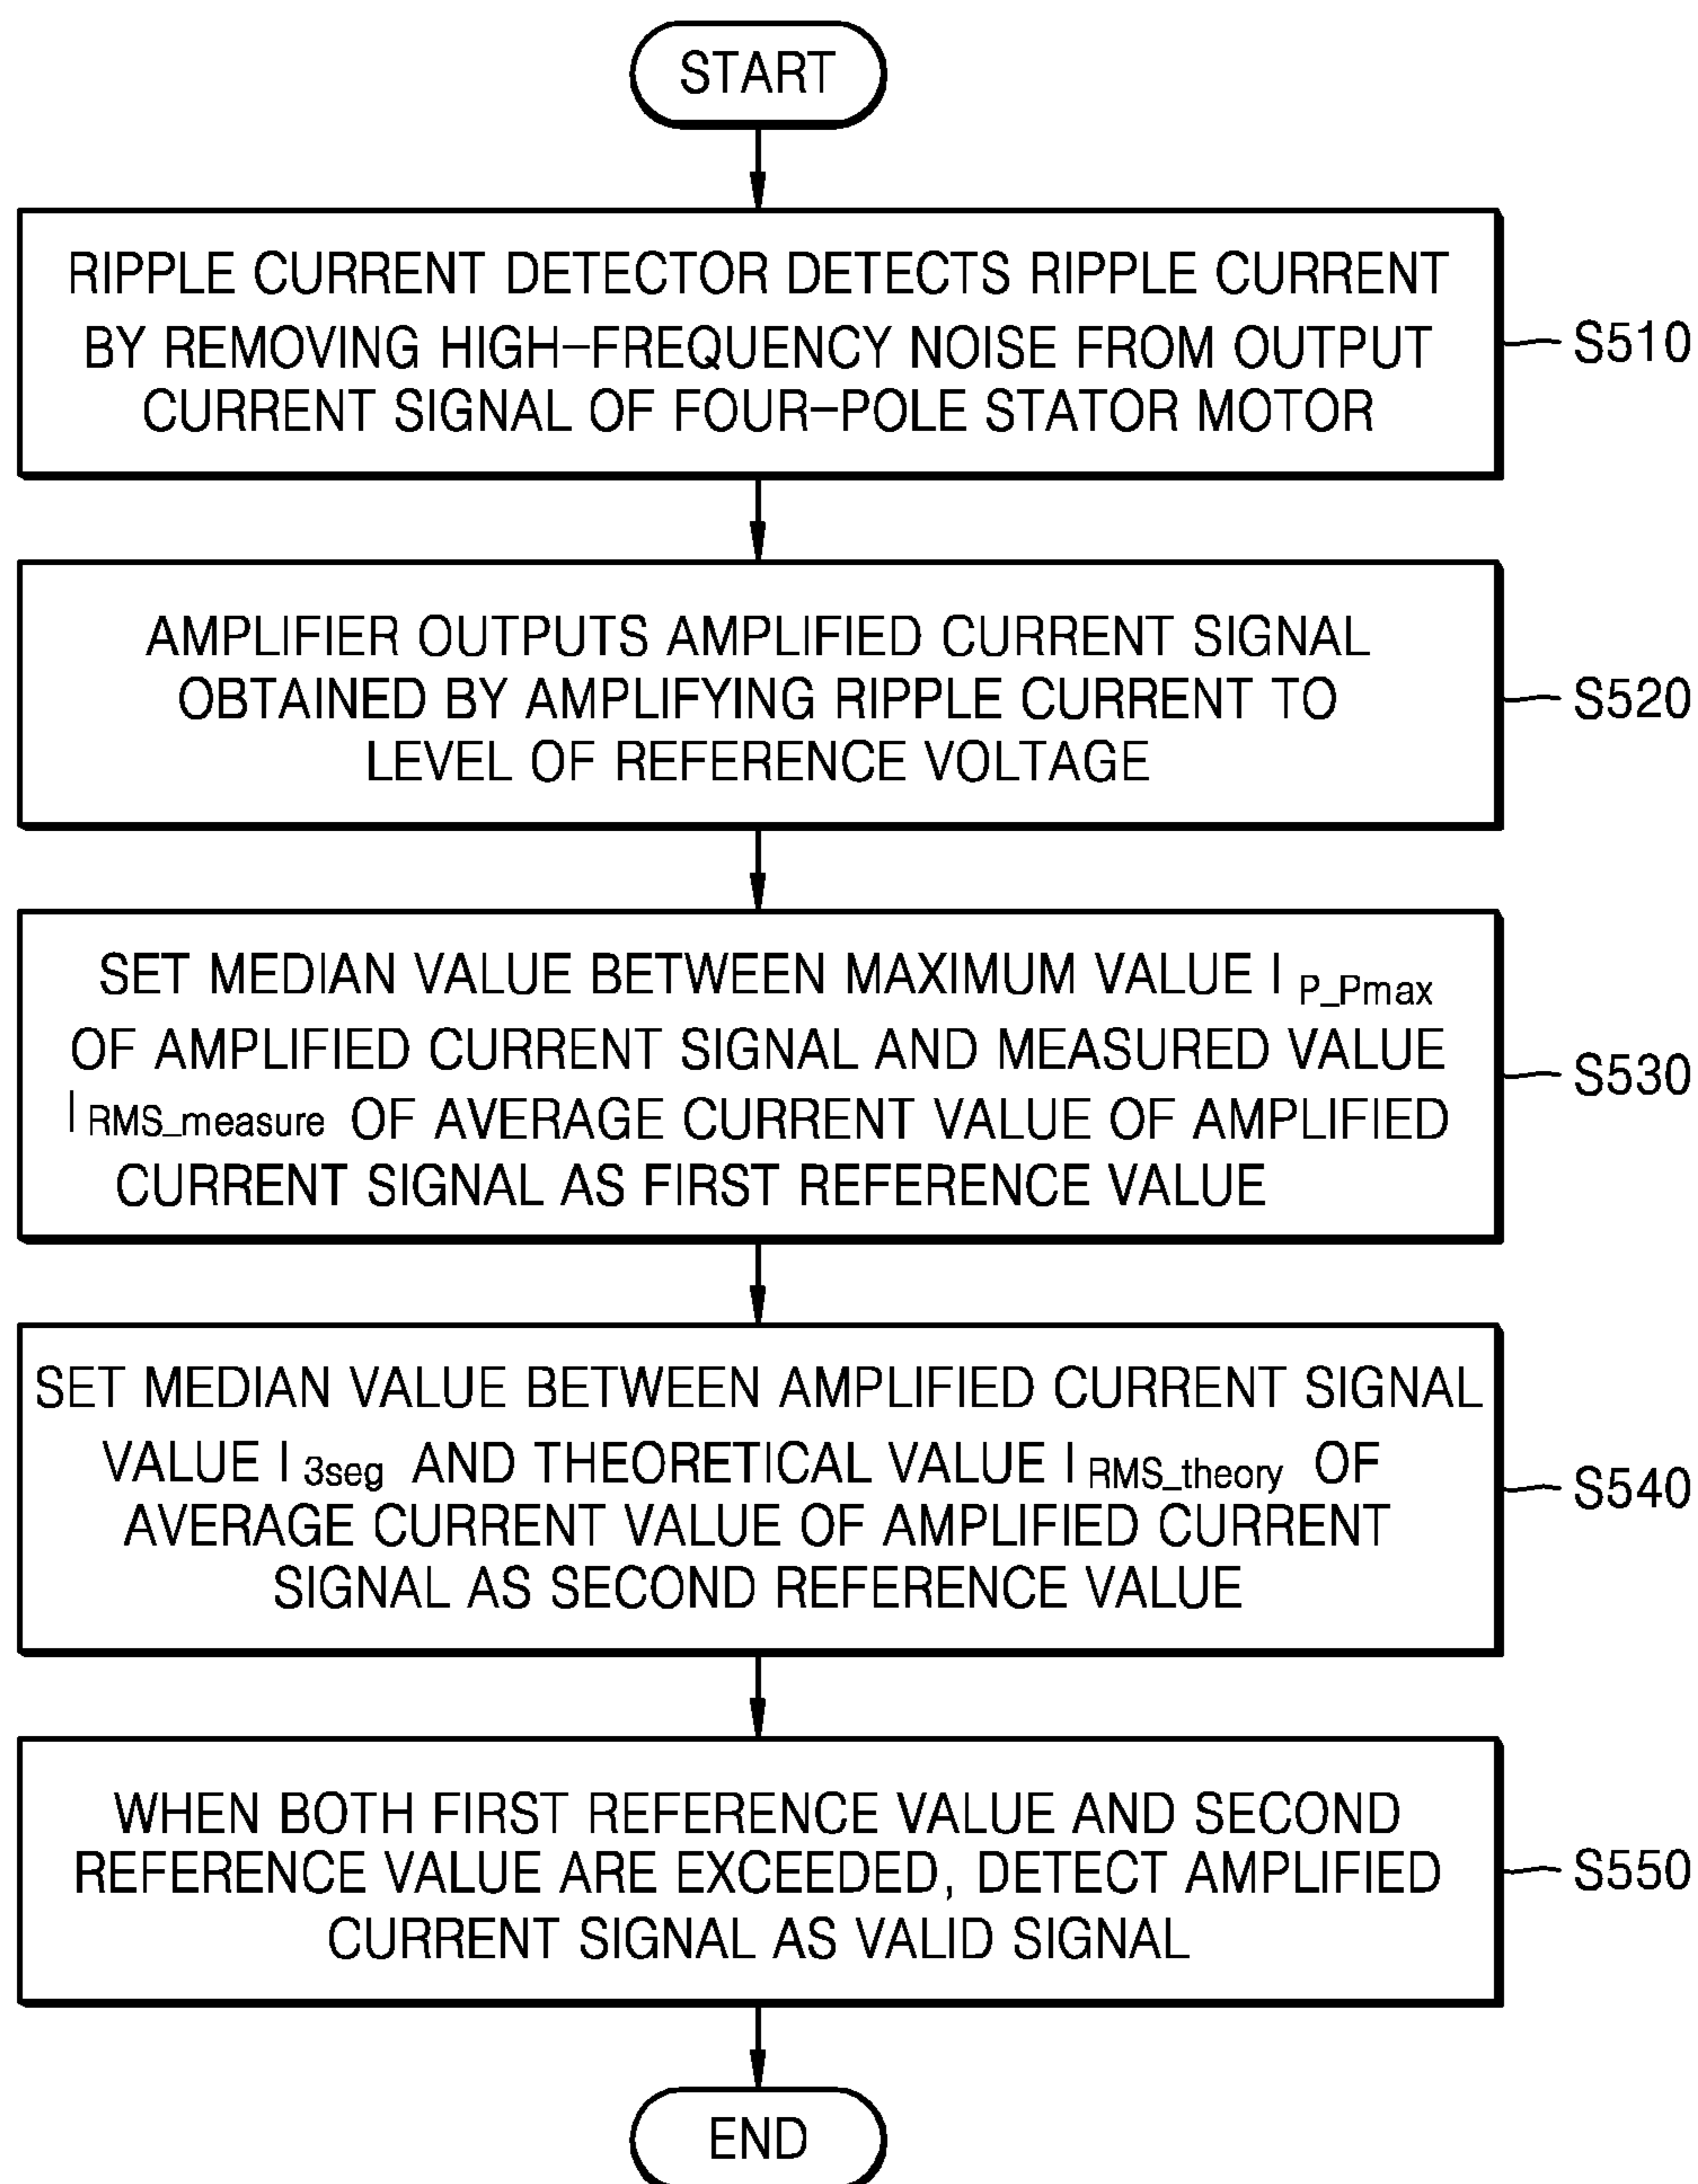 START
RIPPLE CURRENT DETECTOR DETECTS RIPPLE CURRENT
BY REMOVING HIGH-FREQUENCY NOISE FROM OUTPUT
CURRENT SIGNAL OF FOUR-POLE STATOR MOTOR
S510
AMPLIFIER OUTPUTS AMPLIFIED CURRENT SIGNAL
OBTAINED BY AMPLIFYING RIPPLE CURRENT TO
LEVEL OF REFERENCE VOLTAGE
S520
SET MEDIAN VALUE BETWEEN MAXIMUM VALUE I P_Pmax
OF AMPLIFIED CURRENT SIGNAL AND MEASURED VALUE
I RMS_measure OF AVERAGE CURRENT VALUE OF AMPLIFIED
CURRENT SIGNAL AS FIRST REFERENCE VALUE
S530
SET MEDIAN VALUE BETWEEN AMPLIFIED CURRENT SIGNAL
VALUE I 3seg AND THEORETICAL VALUE I RMS_theory OF
AVERAGE CURRENT VALUE OF AMPLIFIED CURRENT
SIGNAL AS SECOND REFERENCE VALUE
S540
WHEN BOTH FIRST REFERENCE VALUE AND SECOND
REFERENCE VALUE ARE EXCEEDED, DETECT AMPLIFIED
CURRENT SIGNAL AS VALID SIGNAL
S550
END